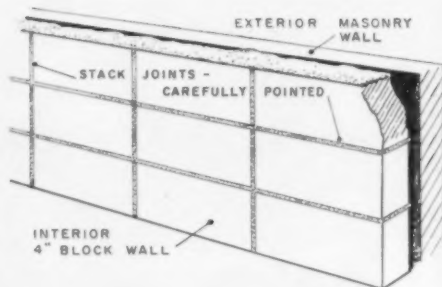 EXTERIOR MASONRY
WALL
STACK JOINTS -
CAREFULLY POINTED
INTERIOR
4" BLOCK WALL